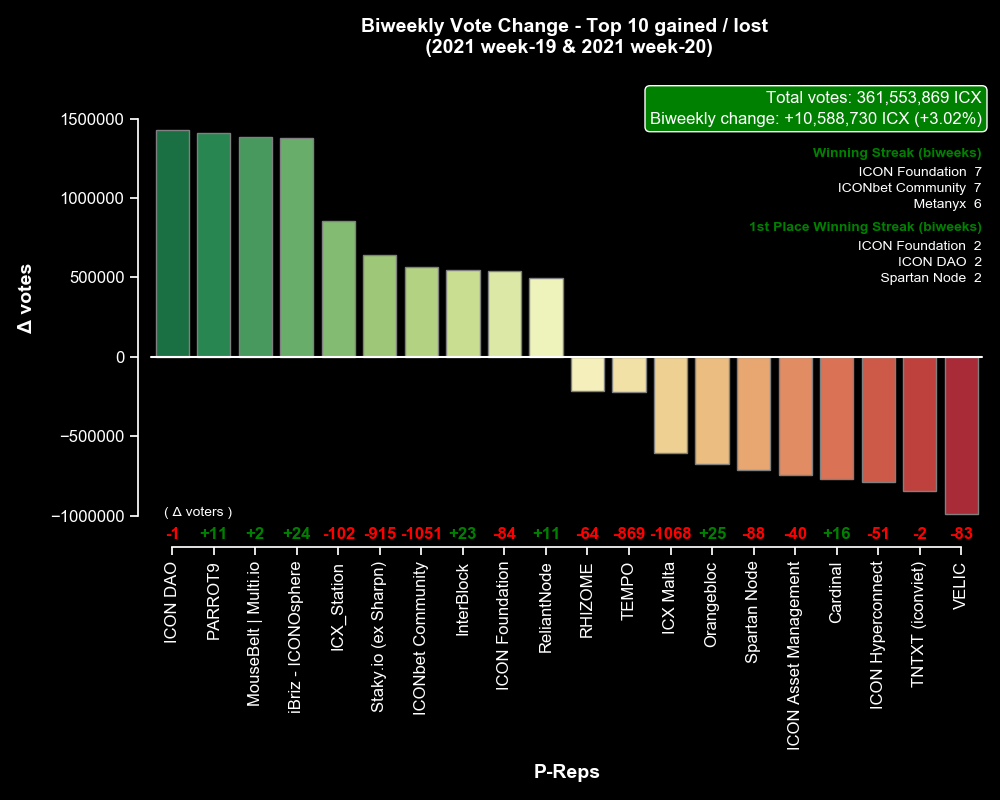 Biweekly Vote Change - Top 10 gained / lost
(2021 week-19 & 2021 week-20)
Total votes: 361,553,869 ICX
Biweekly change: +10,588,730 ICX (+3.02%)
Winning Streak (biweeks)
ICON Foundation 7
ICONbet Community 7
Metanyx 6
1st Place Winning Streak (biweeks)
ICON Foundation 2
ICON DAO 2
Spartan Node 2
Δ votes
1500000
1000000
500000
0
−500000
−1000000
( Δ voters )
-1 +11 +2 +24 -102 -915 -1051 +23 -84 +11 -64 -869 -1068 +25 -88 -40 +16 -51 -2 -83
ICON DAO
PARROT9
MouseBelt | Multi.io
iBriz - ICONOsphere
ICX_Station
Staky.io (ex Sharpn)
ICONbet Community
InterBlock
ICON Foundation
ReliantNode
RHIZOME
TEMPO
ICX Malta
Orangebloc
Spartan Node
ICON Asset Management
Cardinal
ICON Hyperconnect
TNTXT (iconviet)
VELIC
P-Reps